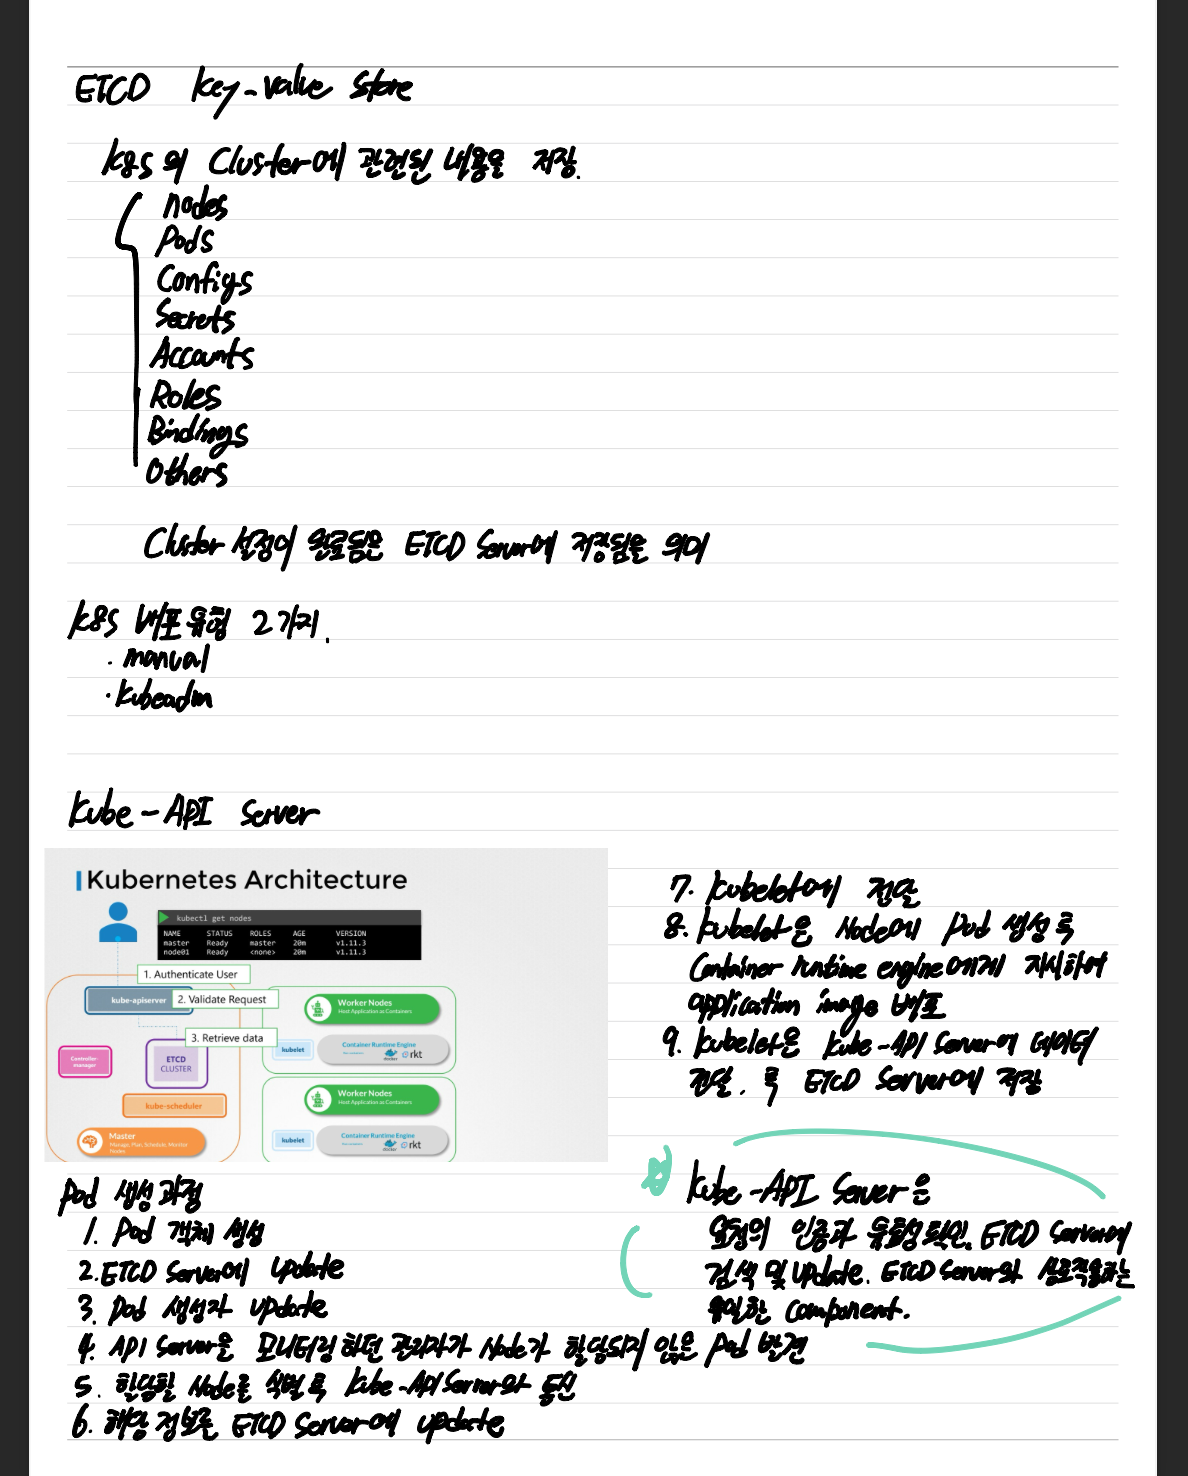 ETCD key-value store
k8s의 Cluster에 관련된 내용을 저장.
nodes
Pods
Configs
Secrets
Accounts
Roles
Bindings
Others
Cluster 설정이 완료됨은 ETCD Server에 저장됨을 의미
k8s 배포 유형 2가지.
· manual
· kubeadm
Kube-API Server
Kubernetes Architecture
kubectl get nodes
NAME STATUS ROLES AGE VERSION
master Ready master 20m v1.11.3
node01 Ready <none> 20m v1.11.3
1. Authenticate User
kube-apiserver
2. Validate Request
3. Retrieve data
Controller-manager
ETCD
CLUSTER
kube-scheduler
Master
Manage, Plan, Schedule, Monitor
Nodes
Worker Nodes
Host Application as Containers
kubelet
Container Runtime Engine
docker rkt
Worker Nodes
Host Application as Containers
kubelet
Container Runtime Engine
docker rkt
Pod 생성 과정
1. Pod 객체 생성
2. ETCD Server에 update
3. Pod 생성자 update
4. API Server을 모니터링 하던 관리자가 Node가 할당되지 않은 Pod 발견
5. 할당할 Node를 식별 후 Kube-API Server와 통신
6. 해당 정보를 ETCD Server에 update
7. kubelet에 전달
8. kubelet은 Node에 Pod 생성 후
Container runtime engine에게 지시하여
application image 배포
9. kubelet은 Kube-API Server에 데이터
전달. 후 ETCD Server에 저장
Kube-API Server은
요청의 인증과 유효성 확인. ETCD Server에
검색 및 update. ETCD Server와 상호작용하는
유일한 component.